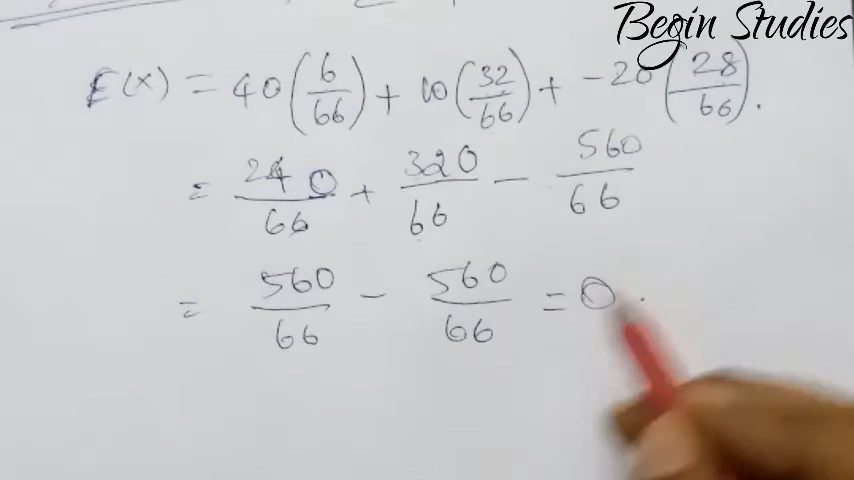 Begin Studies
E(x) = 40(6/66) + 10(32/66) + -20(28/66).
= 240/66 + 320/66 - 560/66
= 560/66 - 560/66 = 0.